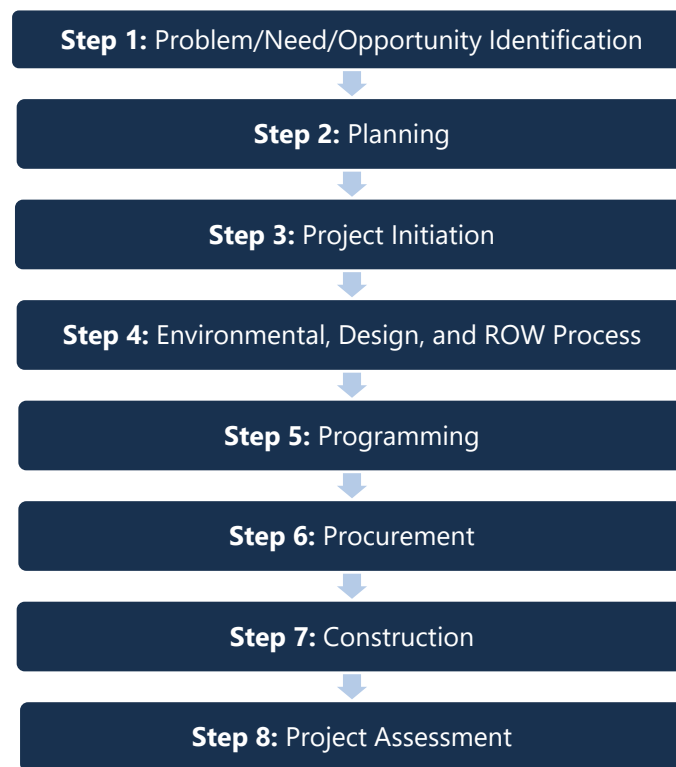 Step 1: Problem/Need/Opportunity Identification
Step 2: Planning
Step 3: Project Initiation
Step 4: Environmental, Design, and ROW Process
Step 5: Programming
Step 6: Procurement
Step 7: Construction
Step 8: Project Assessment